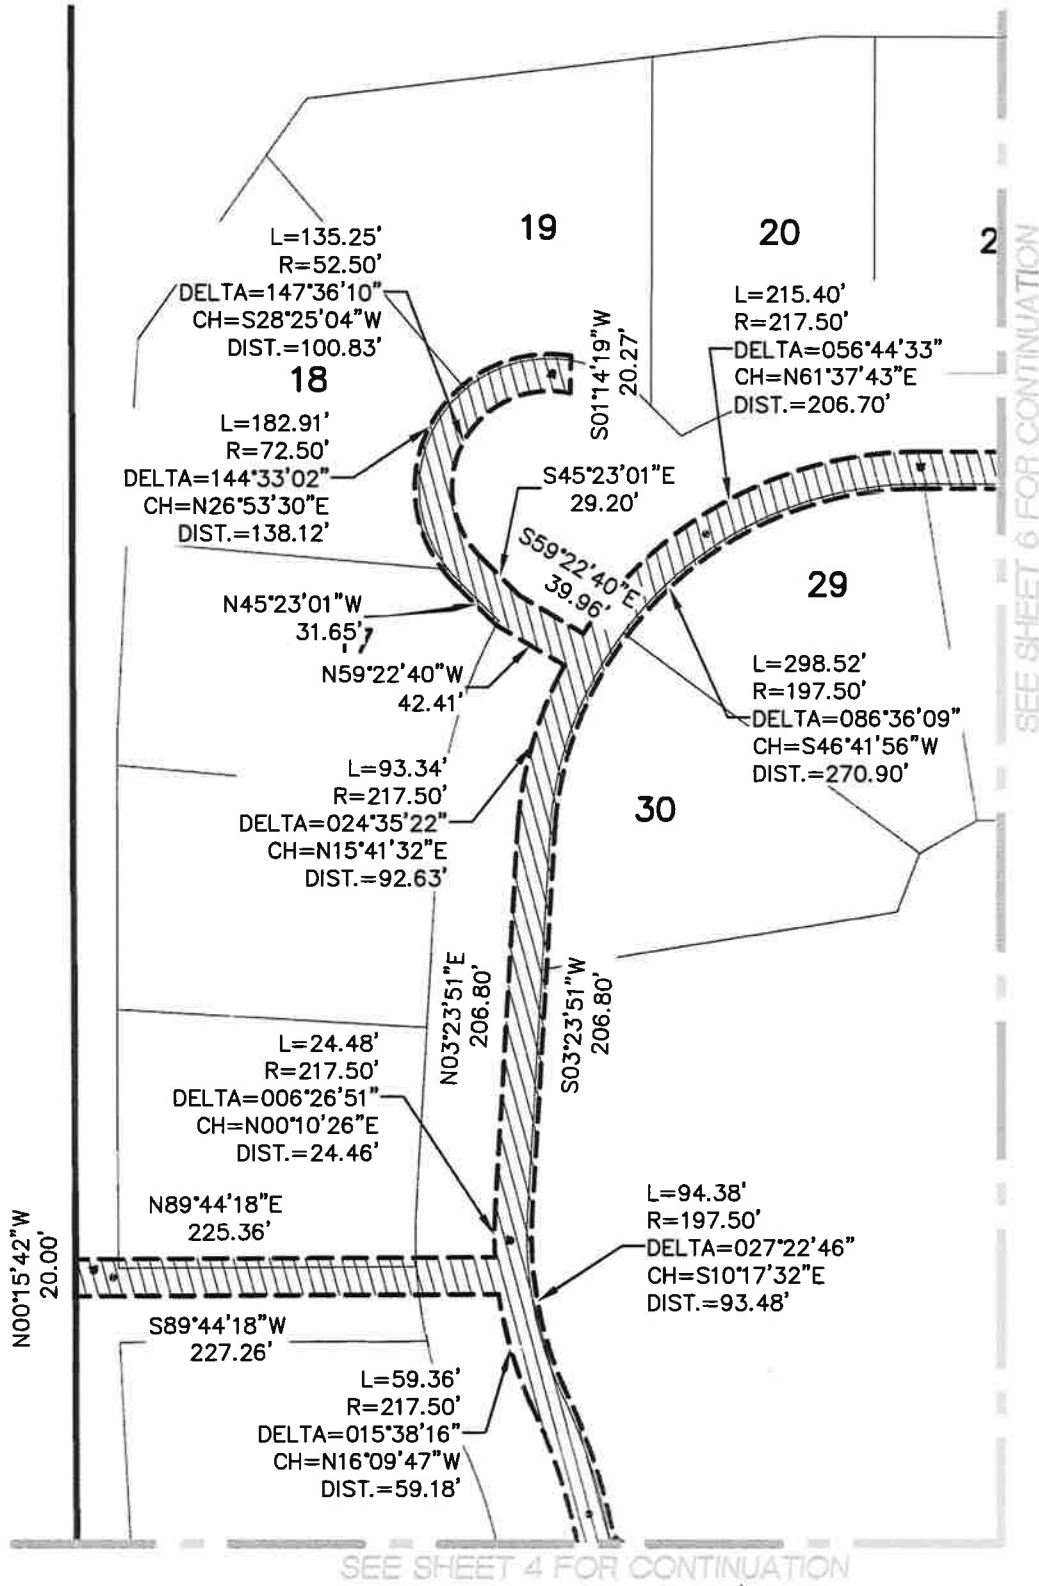 19
20
2
L=135.25'
R=52.50'
DELTA=147°36'10"
CH=S28°25'04"W
DIST.=100.83'
18
L=215.40'
R=217.50'
DELTA=056°44'33"
CH=N61°37'43"E
DIST.=206.70'
S01°14'19"W
20.27'
L=182.91'
R=72.50'
DELTA=144°33'02"
CH=N26°53'30"E
DIST.=138.12'
S45°23'01"E
29.20'
S59°22'40"E
39.96'
29
N45°23'01"W
31.65'
N59°22'40"W
42.41'
L=298.52'
R=197.50'
DELTA=086°36'09"
CH=S46°41'56"W
DIST.=270.90'
L=93.34'
R=217.50'
DELTA=024°35'22"
CH=N15°41'32"E
DIST.=92.63'
30
N03°23'51"E
206.80'
S03°23'51"W
206.80'
L=24.48'
R=217.50'
DELTA=006°26'51"
CH=N00°10'26"E
DIST.=24.46'
N89°44'18"E
225.36'
N00°15'42"W
20.00'
L=94.38'
R=197.50'
DELTA=027°22'46"
CH=S10°17'32"E
DIST.=93.48'
S89°44'18"W
227.26'
L=59.36'
R=217.50'
DELTA=015°38'16"
CH=N16°09'47"W
DIST.=59.18'
SEE SHEET 6 FOR CONTINUATION
SEE SHEET 4 FOR CONTINUATION